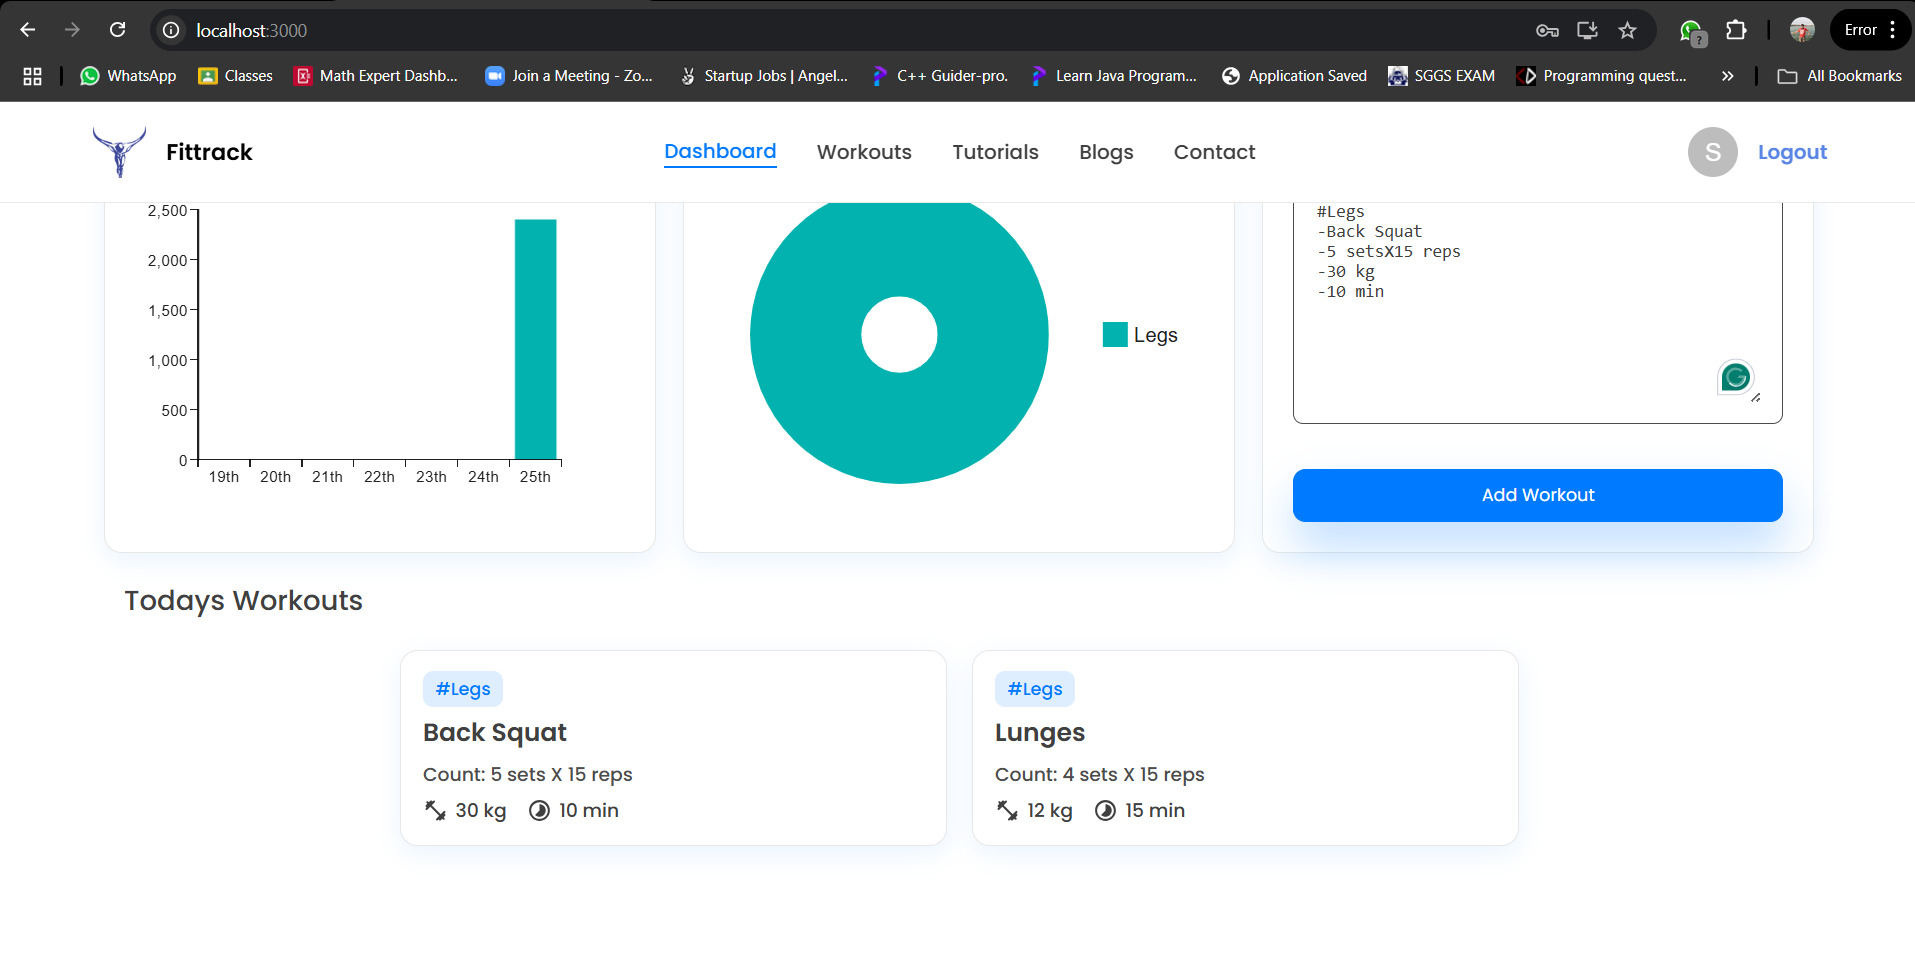 localhost:3000
Error
WhatsApp
Classes
Math Expert Dashb...
Join a Meeting - Zo...
Startup Jobs | Angel...
C++ Guider-pro.
Learn Java Program...
Application Saved
SGGS EXAM
Programming quest...
»
All Bookmarks
Fittrack
Dashboard
Workouts
Tutorials
Blogs
Contact
S
Logout
2,500
2,000
1,500
1,000
500
0
19th 20th 21th 22th 23th 24th 25th
Legs
#Legs
-Back Squat
-5 setsX15 reps
-30 kg
-10 min
Add Workout
Todays Workouts
#Legs
Back Squat
Count: 5 sets X 15 reps
30 kg 10 min
#Legs
Lunges
Count: 4 sets X 15 reps
12 kg 15 min